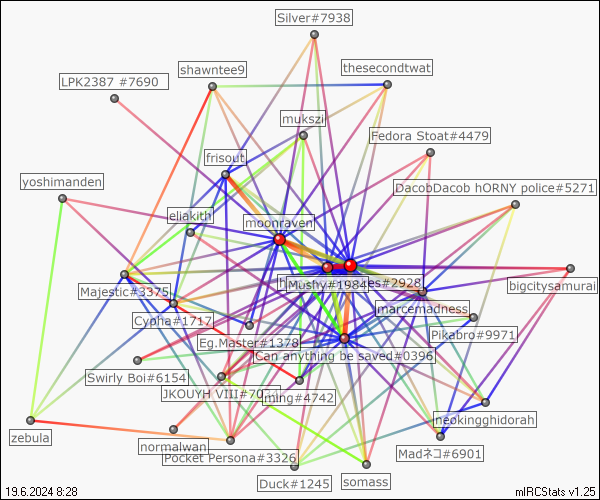 Silver#7938
shawntee9
thesecondtwat
LPK2387 #7690
mukszi
Fedora Stoat#4479
frisout
yoshimanden
DacobDacob hORNY police#5271
eliakith
moonraven
Majestic#3375
Mushy#1984
es#2928
bigcitysamurai
marcemadness
Cypha#1717
Pikabro#9971
Eg.Master#1378
Can anything be saved#0396
Swirly Boi#6154
JKOUYH VIII#70
ming#4742
neokingghidorah
zebula
normalwan
Pocket Persona#3326
Madネコ#6901
Duck#1245
somass
19.6.2024 8:28
mIRCStats v1.25